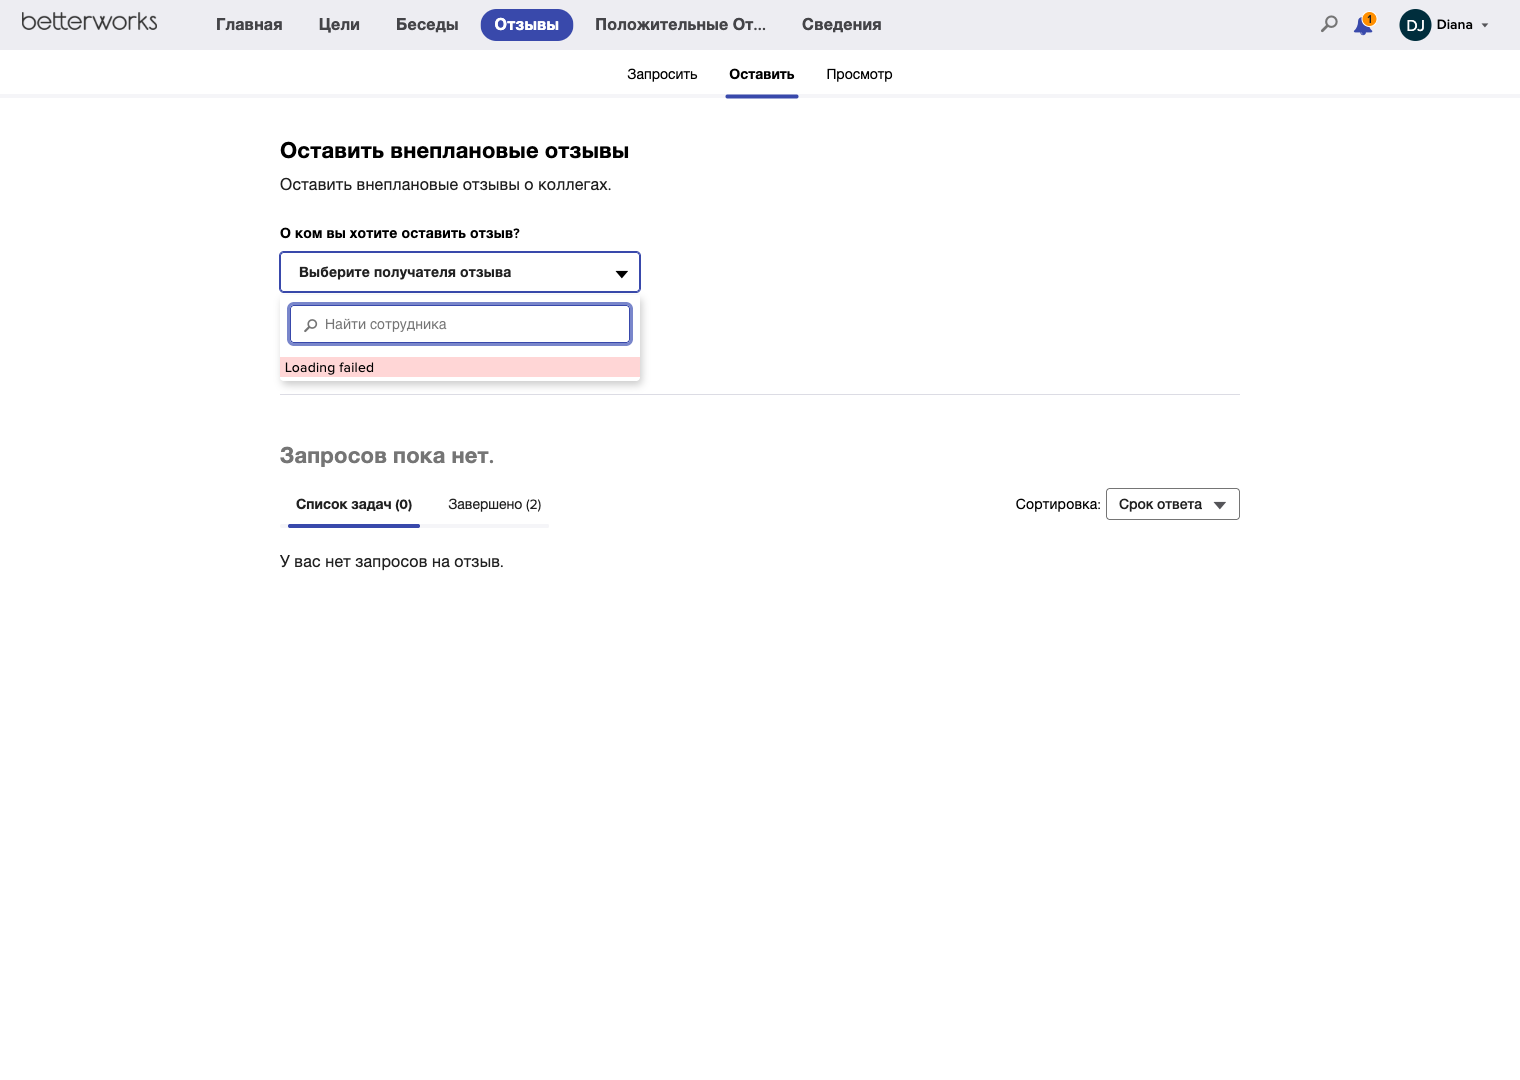 betterworks
Главная Цели Беседы Отзывы Положительные От... Сведения
1 DJ Diana
Запросить Оставить Просмотр
Оставить внеплановые отзывы
Оставить внеплановые отзывы о коллегах.
О ком вы хотите оставить отзыв?
Выберите получателя отзыва
Найти сотрудника
Loading failed
Запросов пока нет.
Список задач (0) Завершено (2) Сортировка: Срок ответа
У вас нет запросов на отзыв.